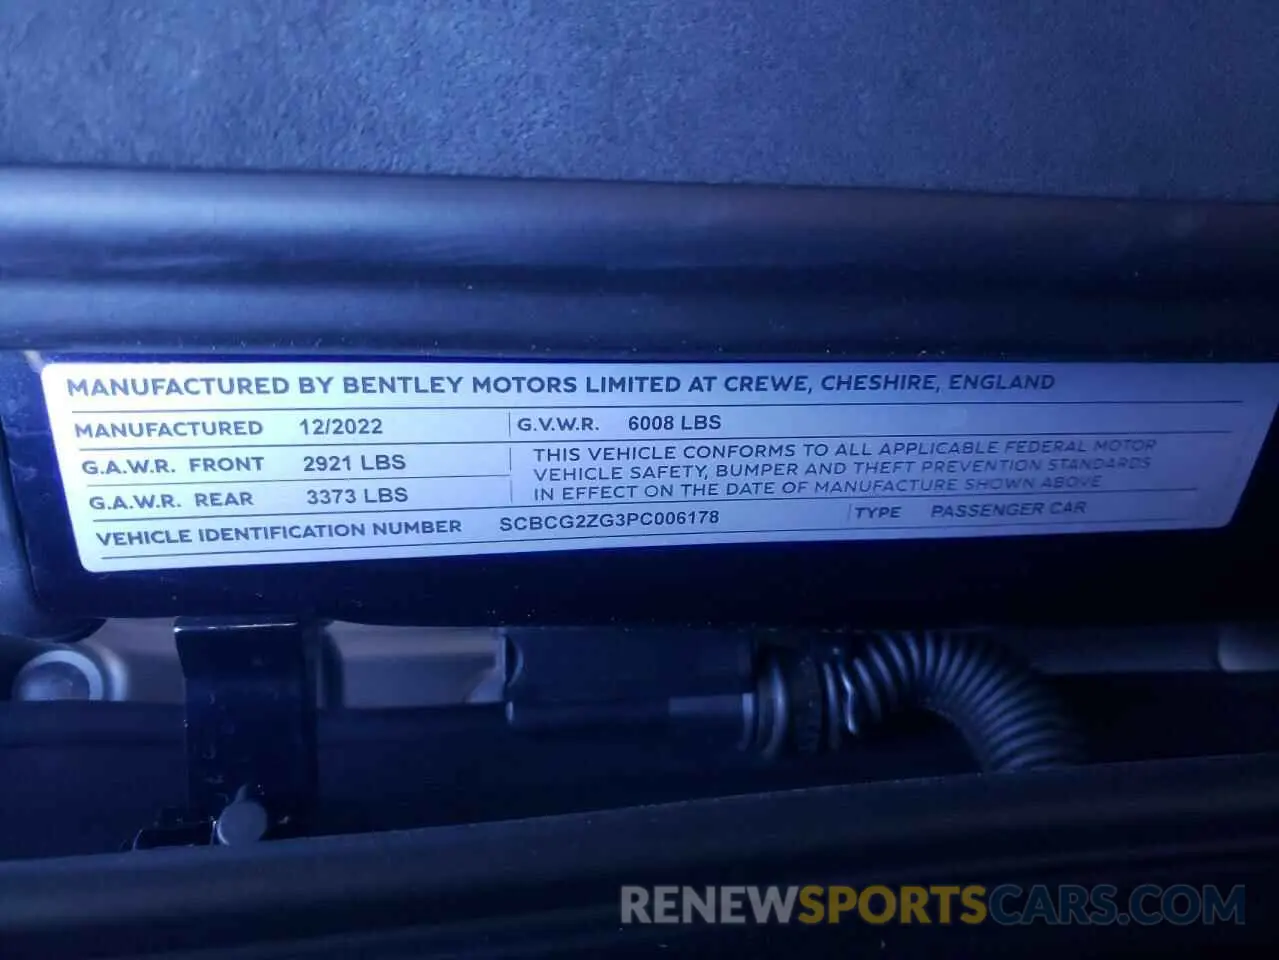 MANUFACTURED BY BENTLEY MOTORS LIMITED AT CREWE, CHESHIRE, ENGLAND
MANUFACTURED 12/2022 G.V.W.R. 6008 LBS
G.A.W.R. FRONT 2921 LBS
G.A.W.R. REAR 3373 LBS
THIS VEHICLE CONFORMS TO ALL APPLICABLE FEDERAL MOTOR
VEHICLE SAFETY, BUMPER AND THEFT PREVENTION STANDARDS
IN EFFECT ON THE DATE OF MANUFACTURE SHOWN ABOVE
VEHICLE IDENTIFICATION NUMBER SCBCG2ZG3PC006178 TYPE PASSENGER CAR
RENEWSPORTSCARS.COM